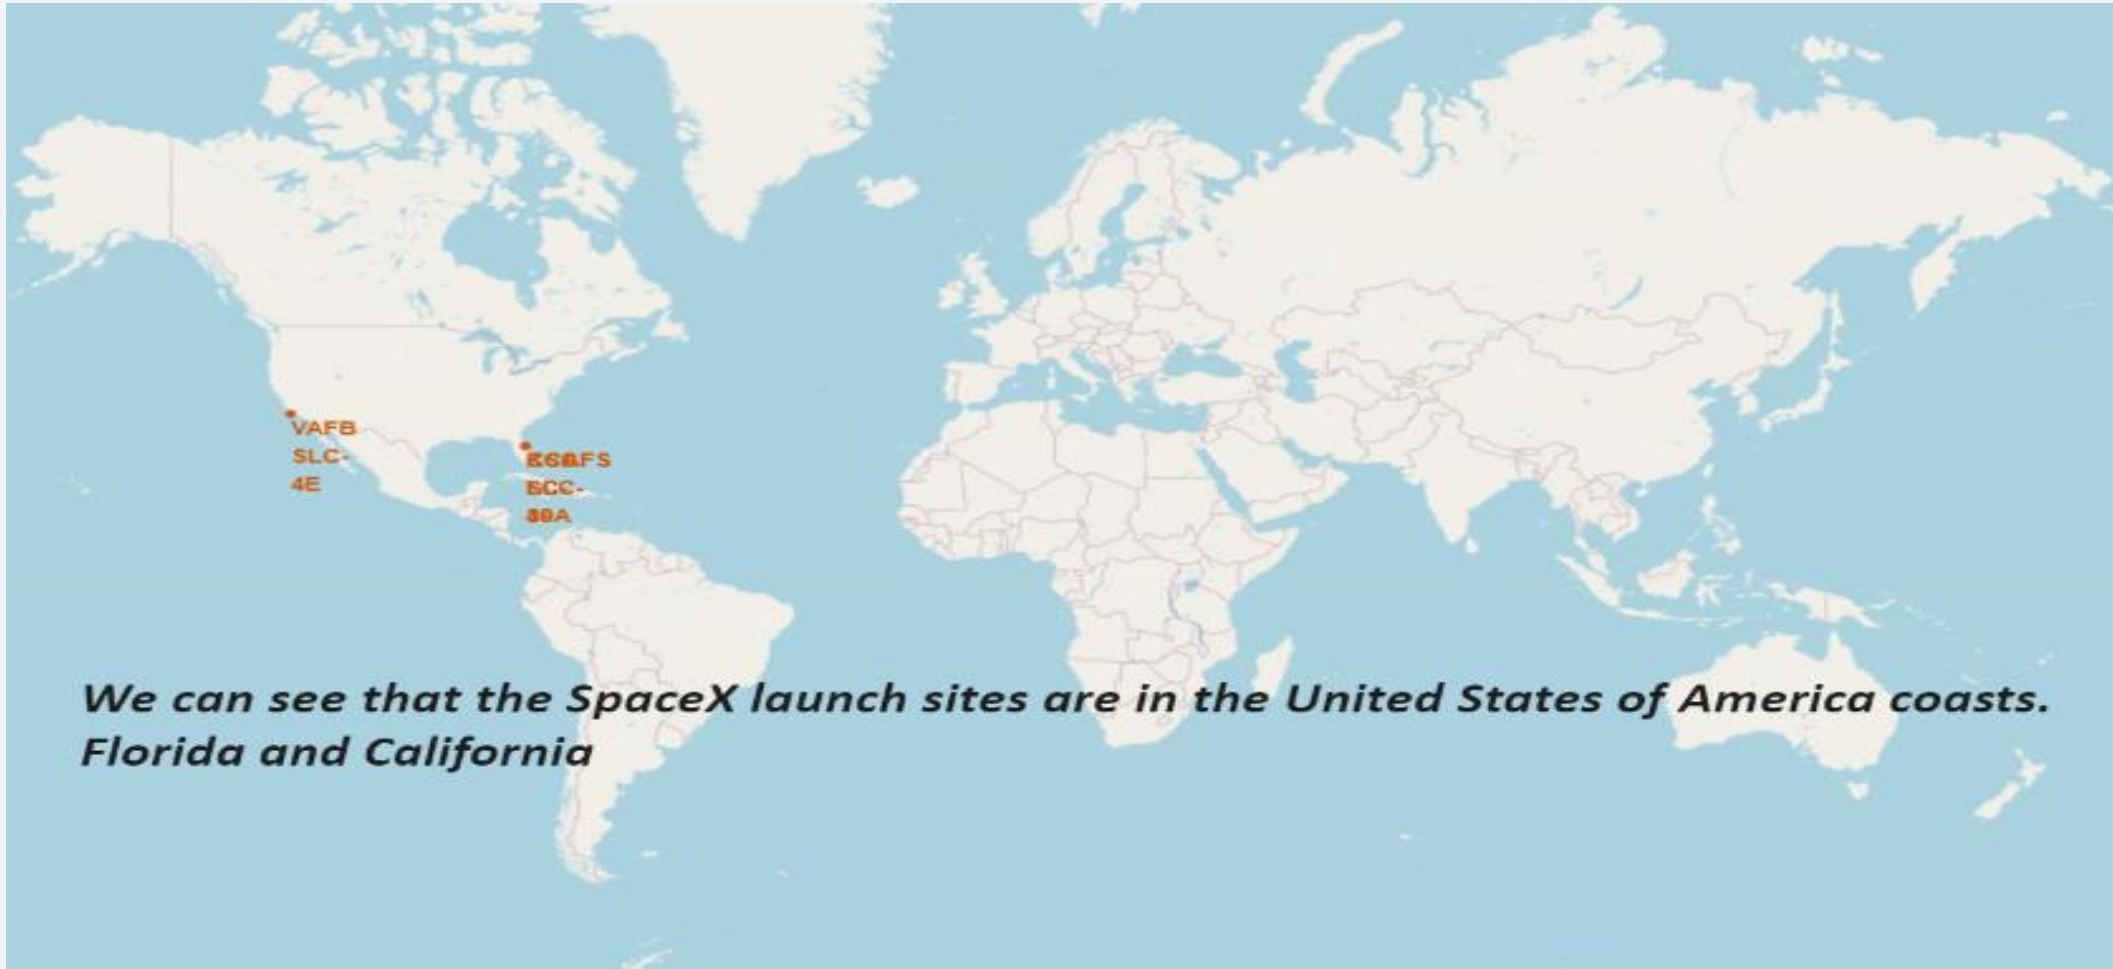 VAFB
SLC-
4E
We can see that the SpaceX launch sites are in the United States of America coasts.
Florida and California